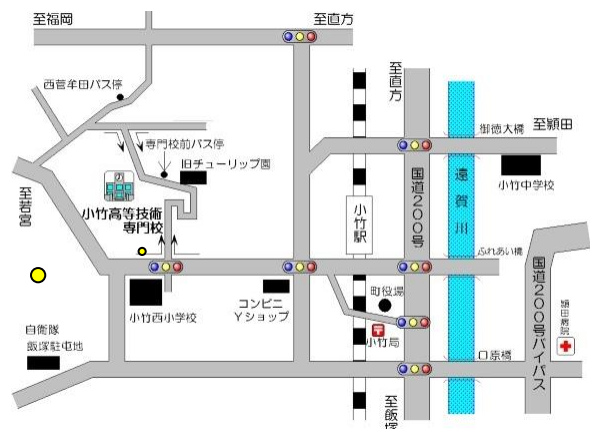 至福岡
至直方
西菅牟田バス停
至直方
御徳大橋
至頴田
専門校前バス停
旧チューリップ園
小竹中学校
至若宮
小竹高等技術
専門校
小竹駅
国道200号
遠賀川
ふれあい橋
国道200号バイパス
頴田病院
小竹西小学校
コンビニ
Yショップ
町役場
小竹局
自衛隊
飯塚駐屯地
口原橋
至飯塚